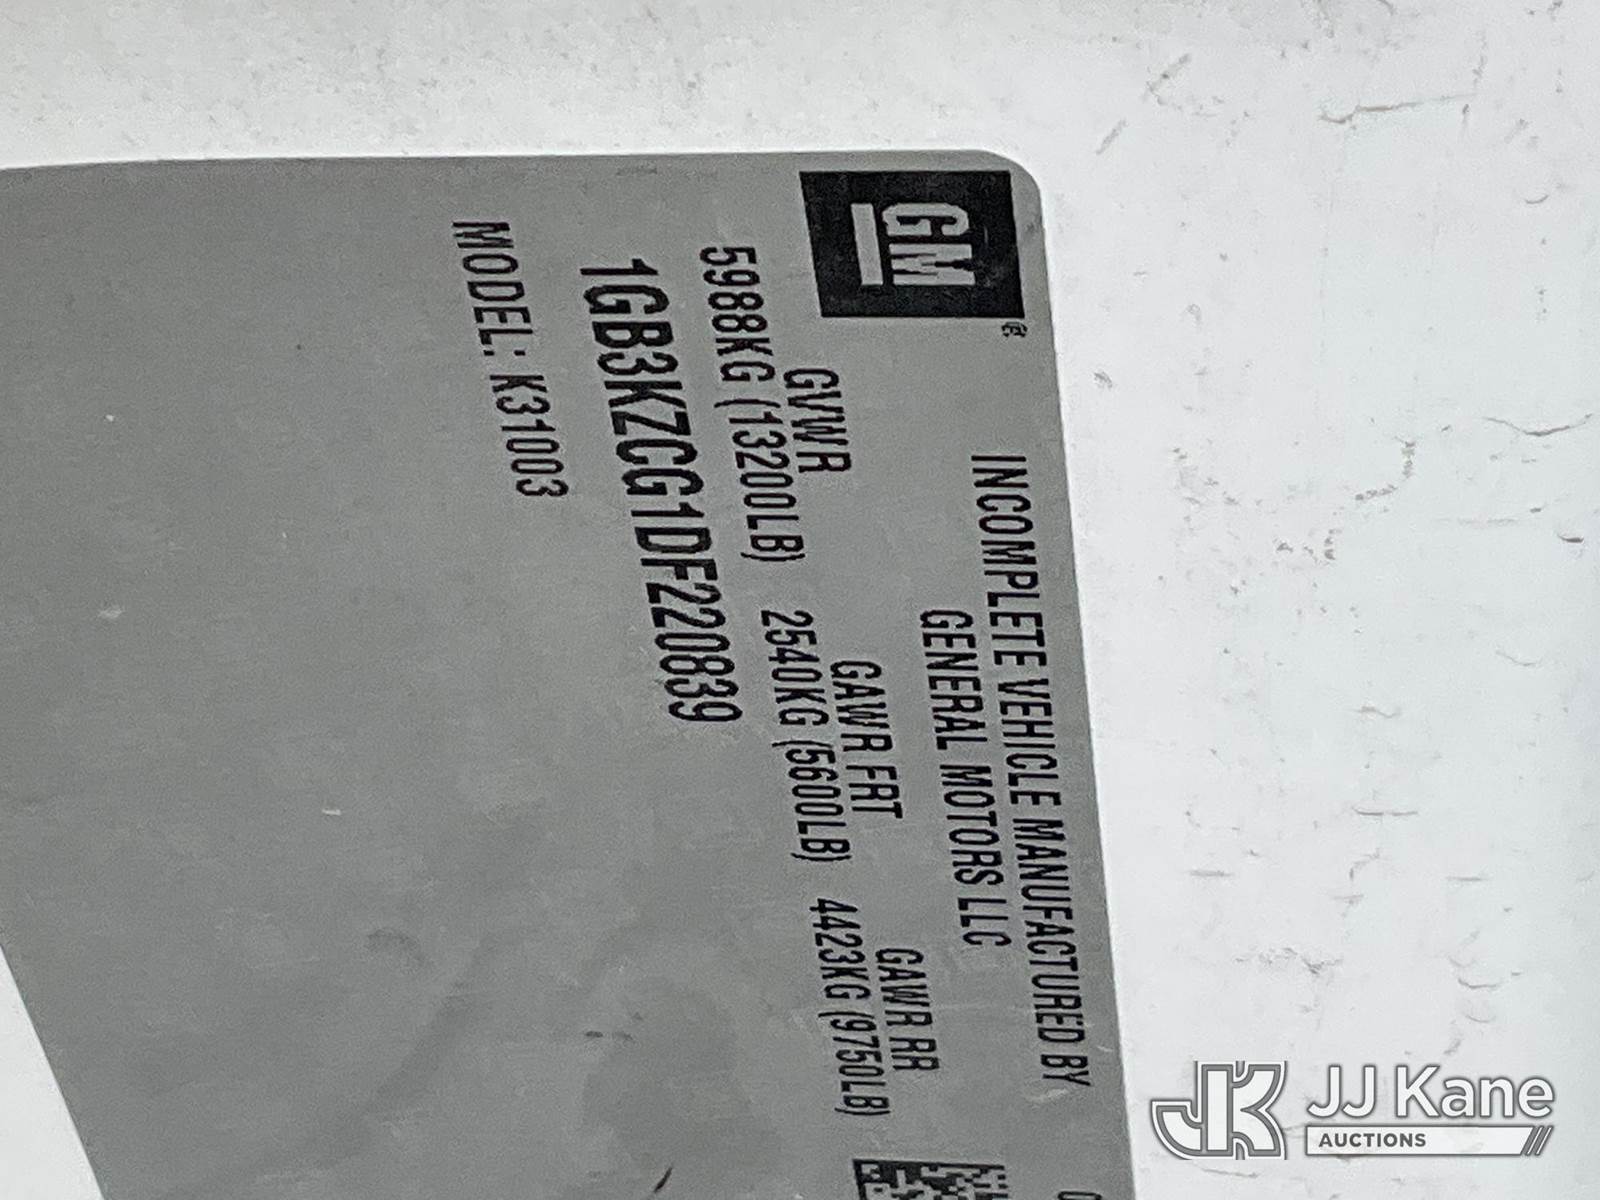 GM
INCOMPLETE VEHICLE MANUFACTURED BY
GENERAL MOTORS LLC
GVWR GAWR FRT GAWR RR
5988KG (13200LB) 2540KG (5600LB) 4423KG (9750LB)
1GB3KZCG1DF220839
MODEL: K31003
JK JJ Kane
AUCTIONS